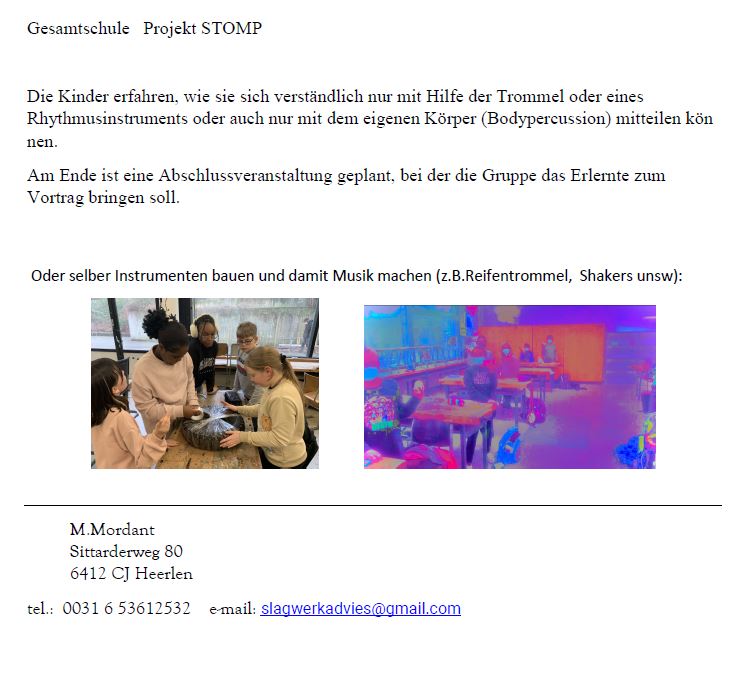 Gesamtschule Projekt STOMP
Die Kinder erfahren, wie sie sich verständlich nur mit Hilfe der Trommel oder eines
Rhythmusinstruments oder auch nur mit dem eigenen Körper (Bodypercussion) mitteilen kön
nen.
Am Ende ist eine Abschlussveranstaltung geplant, bei der die Gruppe das Erlernte zum
Vortrag bringen soll.
Oder selber Instrumenten bauen und damit Musik machen (z.B.Reifentrommel, Shakers unsw):
M.Mordant
Sittarderweg 80
6412 CJ Heerlen
tel.: 0031 6 53612532 e-mail: slagwerkadvies@gmail.com